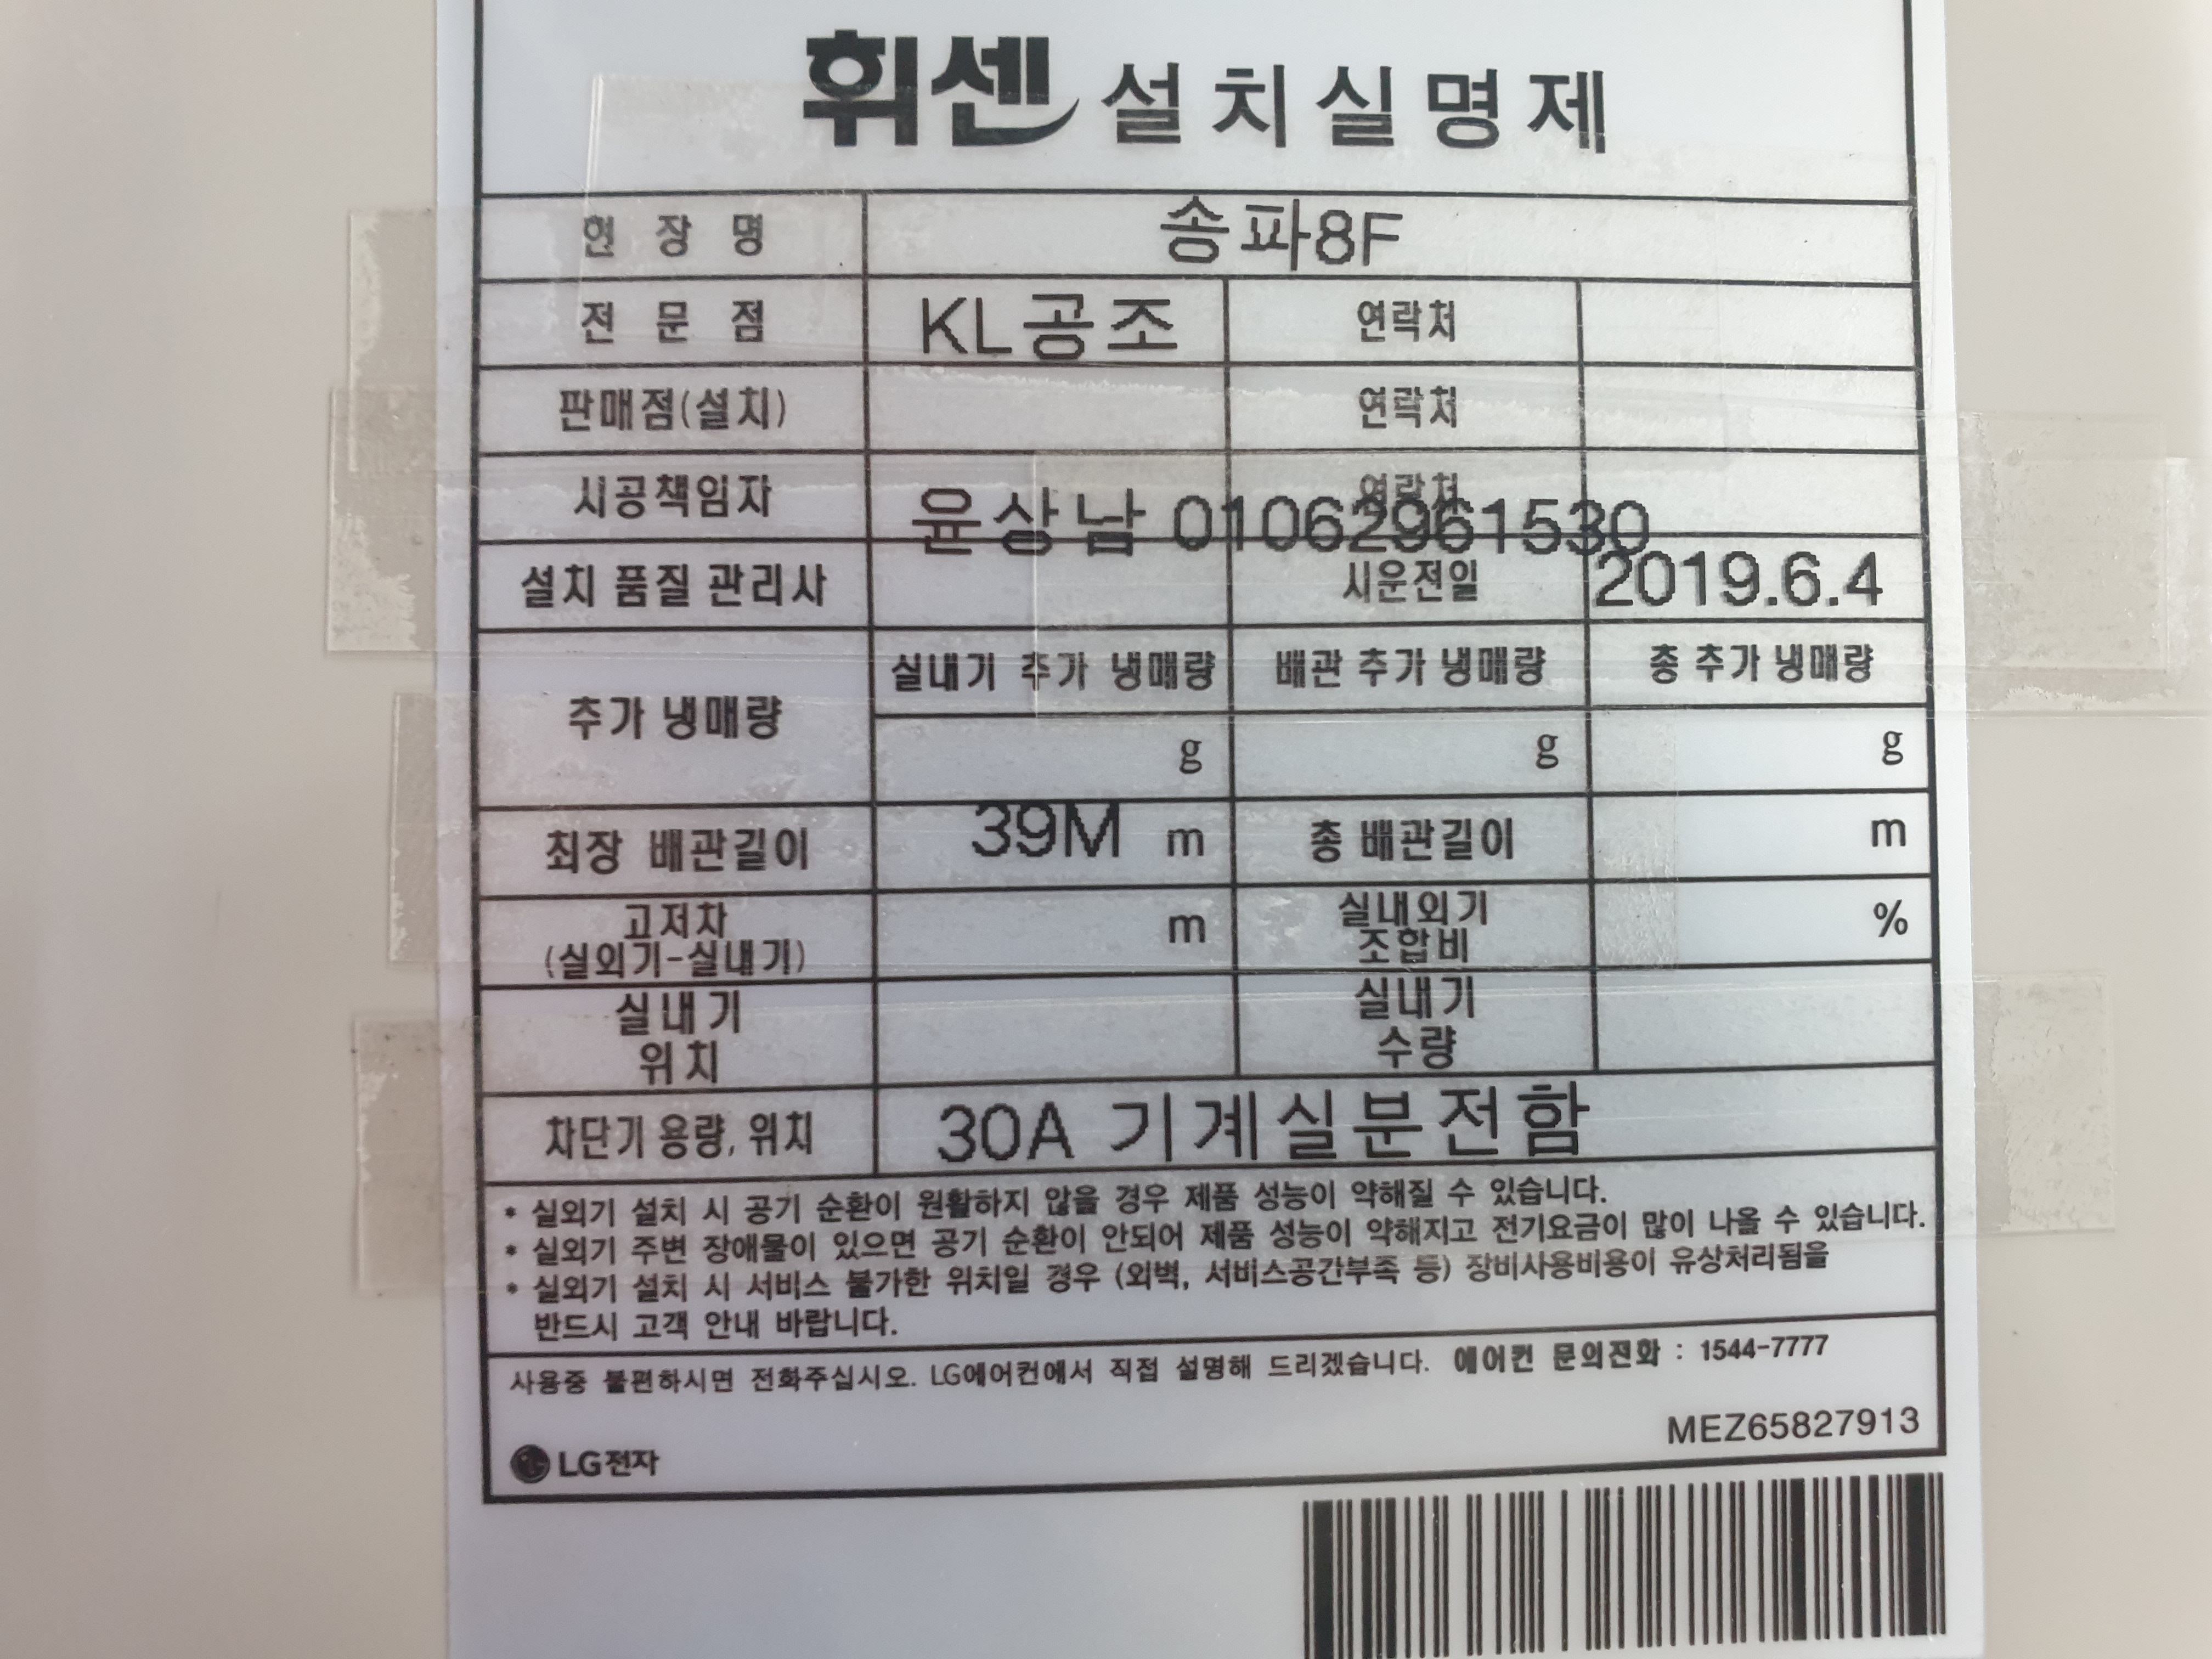 휘센 설치실명제
현 장 명 송파8F
전 문 점 KL공조 연락처
판매점(설치) 연락처
시공책임자 윤상남 01062961530 연락처
설치 품질 관리사 시운전일 2019.6.4
추가 냉매량 실내기 추가 냉매량 배관 추가 냉매량 총 추가 냉매량
g g g
최장 배관길이 39M m 총 배관길이 m
고저차
(실외기-실내기) m 실내외기
조합비 %
실내기
위치 실내기
수량
차단기 용량, 위치 30A 기계실분전함
* 실외기 설치 시 공기 순환이 원활하지 않을 경우 제품 성능이 약해질 수 있습니다.
* 실외기 주변 장애물이 있으면 공기 순환이 안되어 제품 성능이 약해지고 전기요금이 많이 나올 수 있습니다.
* 실외기 설치 시 서비스 불가한 위치일 경우 (외벽, 서비스공간부족 등) 장비사용비용이 유상처리됨을
반드시 고객 안내 바랍니다.
사용중 불편하시면 전화주십시오. LG에어컨에서 직접 설명해 드리겠습니다. 에어컨 문의전화 : 1544-7777
MEZ65827913
LG전자